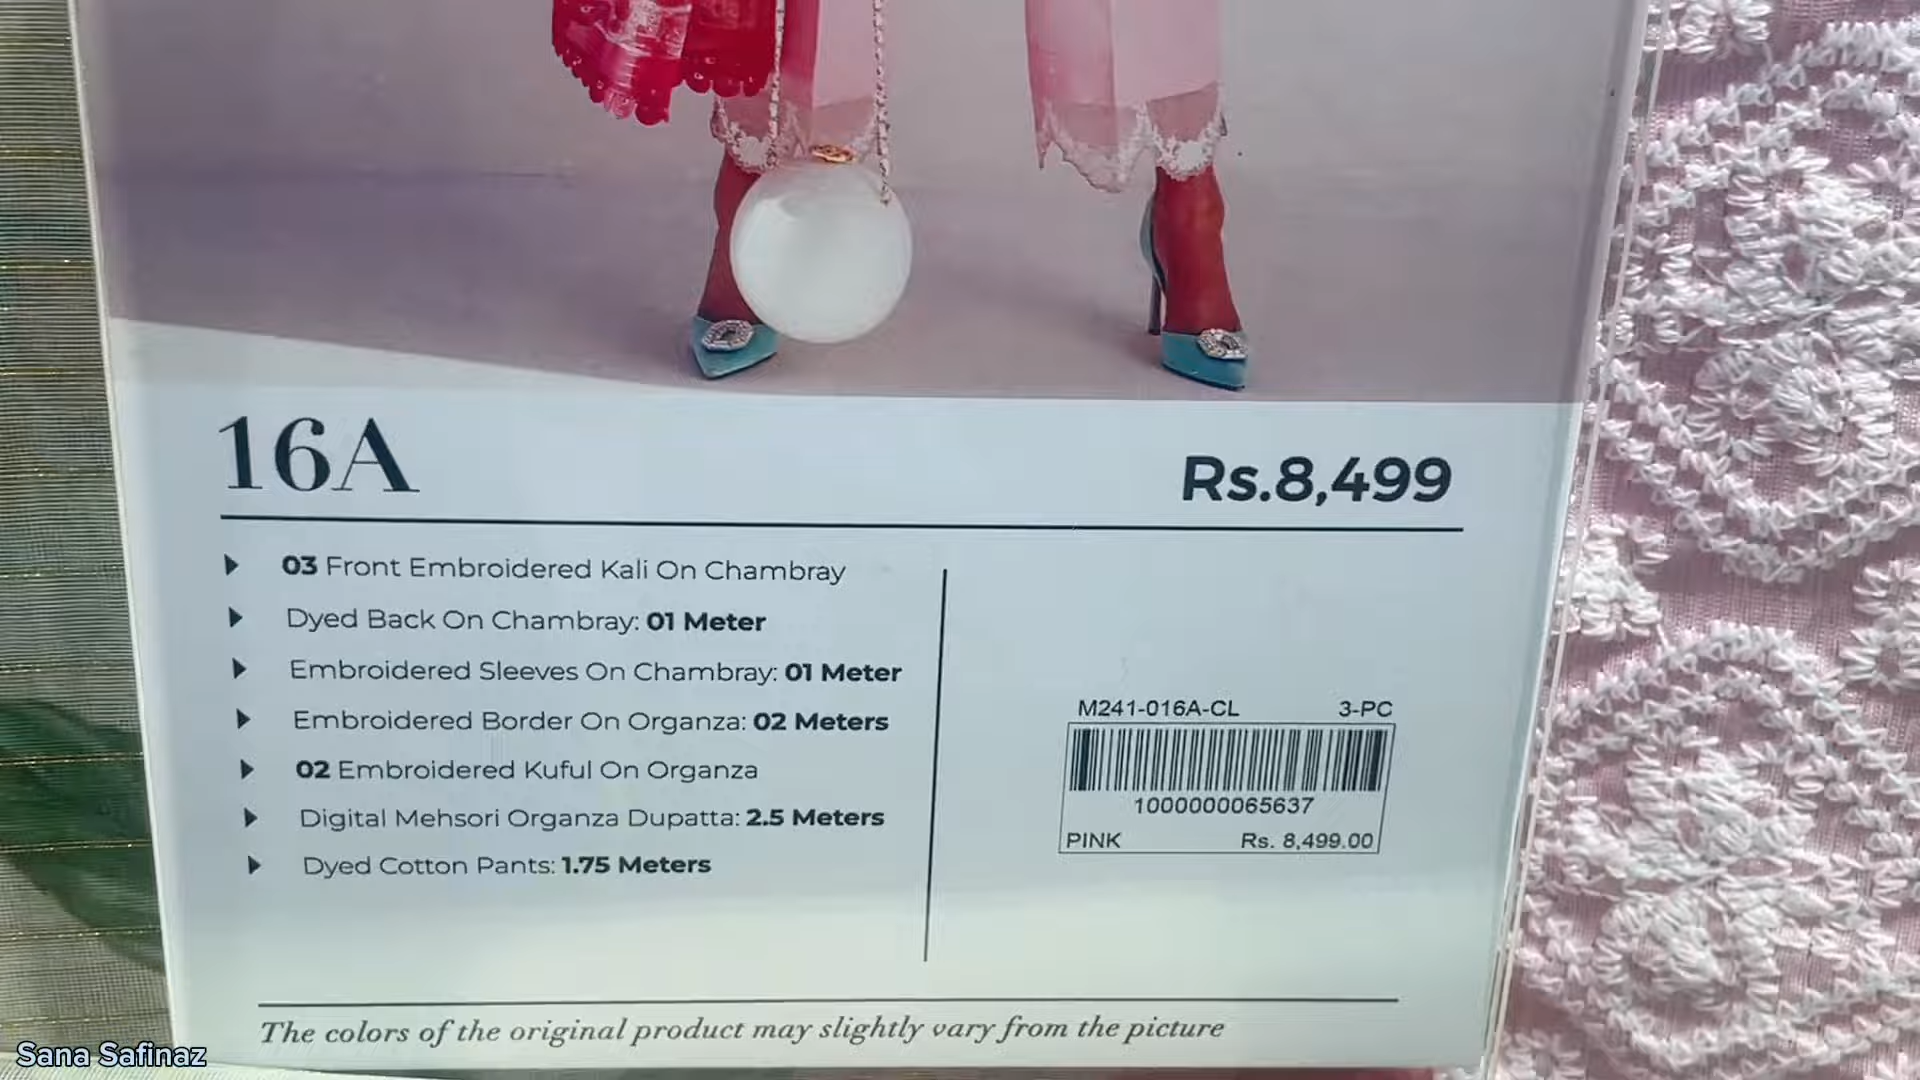 16A
Rs.8,499
03 Front Embroidered Kali On Chambray
Dyed Back On Chambray: 01 Meter
Embroidered Sleeves On Chambray: 01 Meter
Embroidered Border On Organza: 02 Meters
02 Embroidered Kuful On Organza
Digital Mehsori Organza Dupatta: 2.5 Meters
Dyed Cotton Pants: 1.75 Meters
M241-016A-CL 3-PC
1000000065637
PINK Rs. 8,499.00
The colors of the original product may slightly vary from the picture
Sana Safinaz